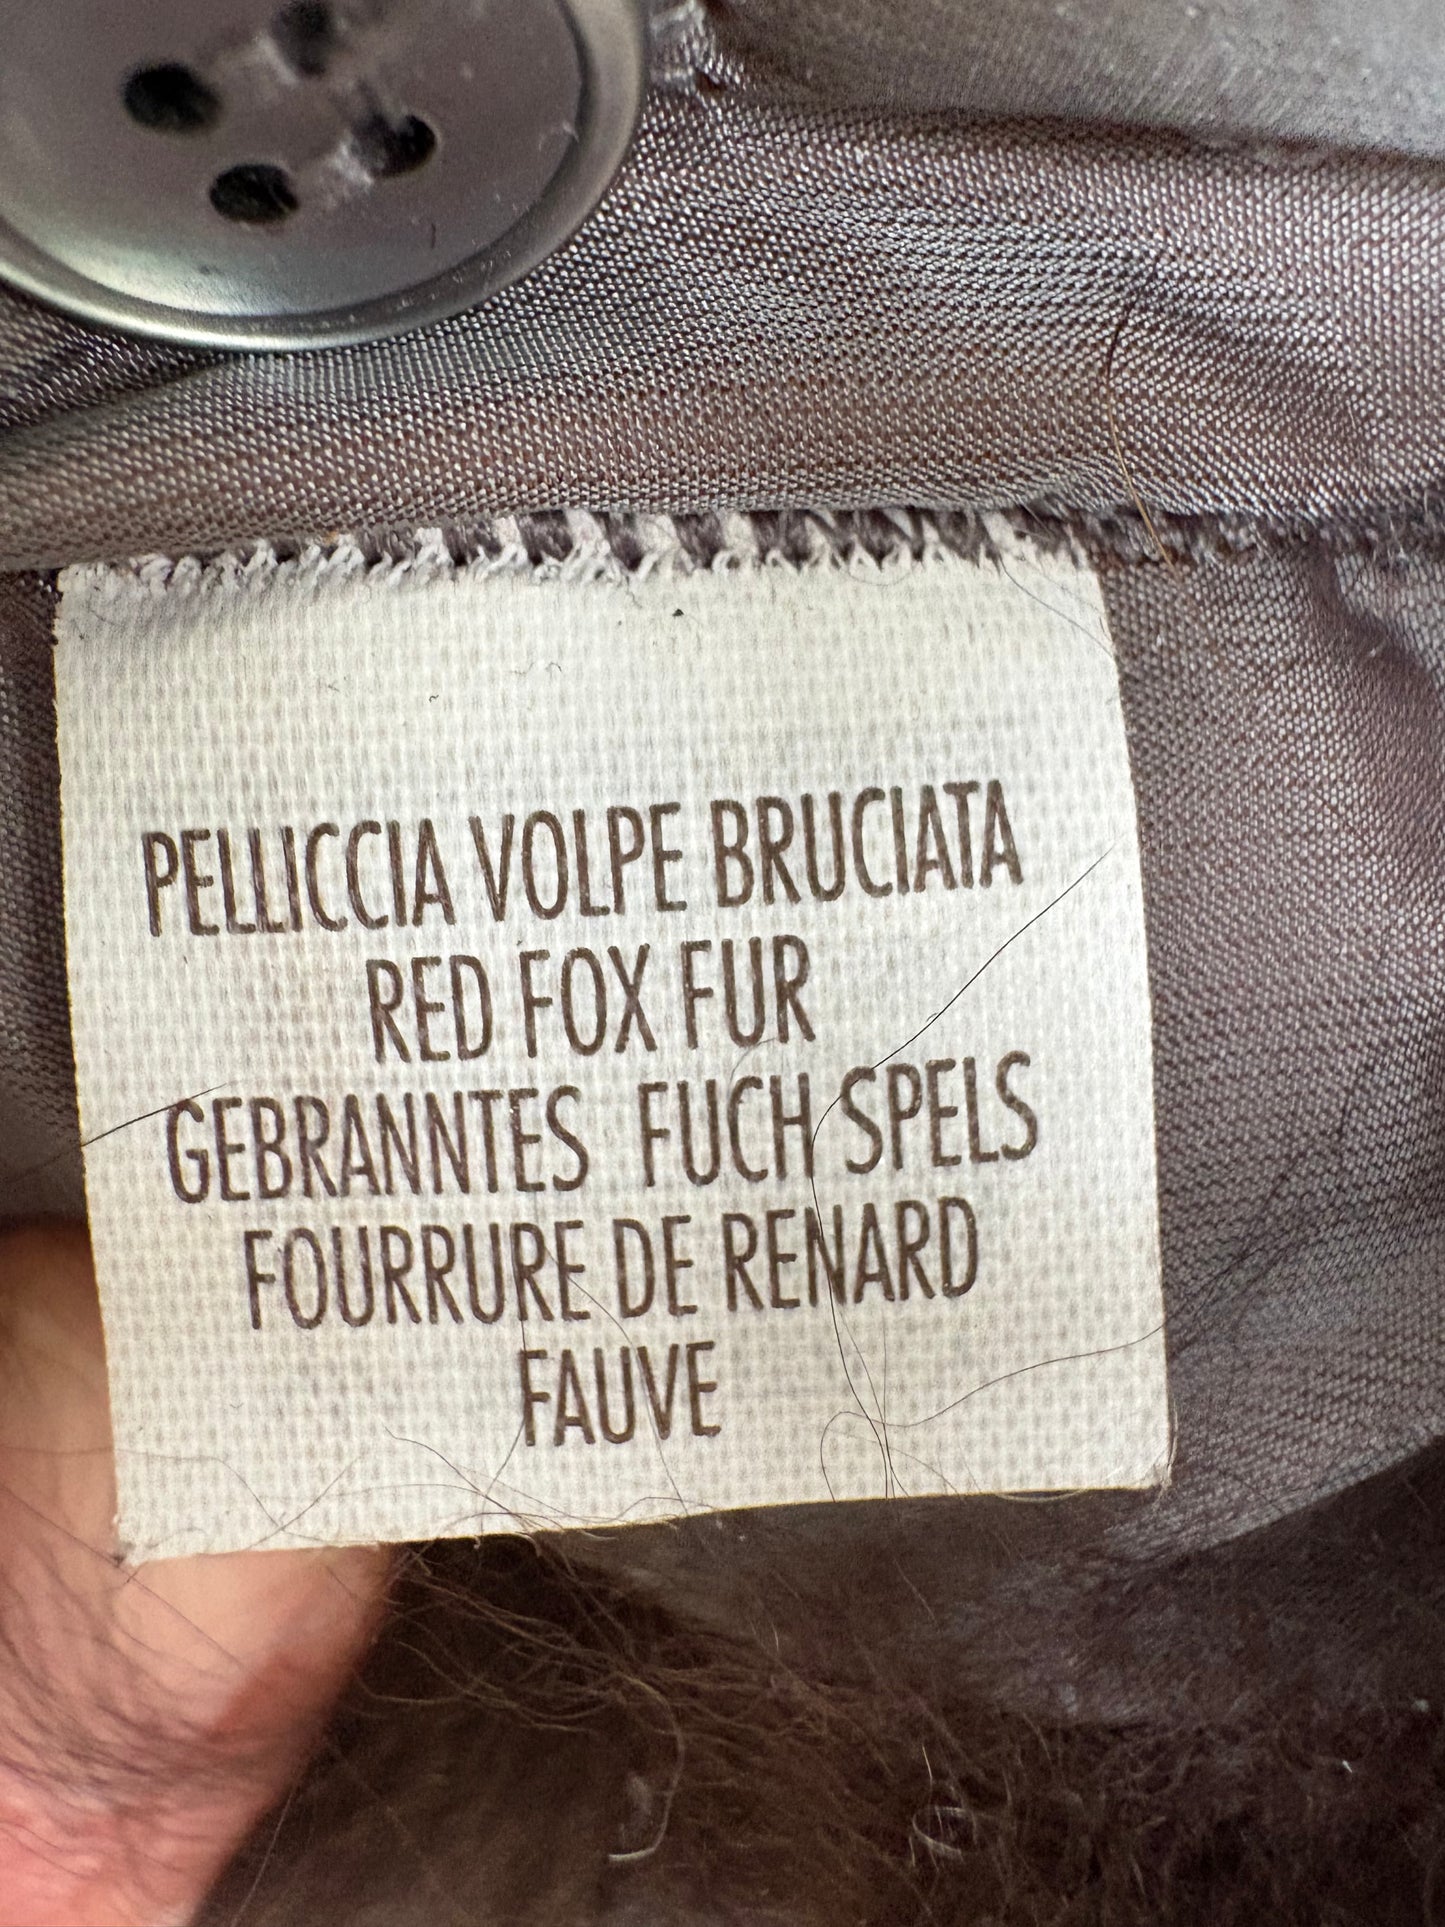 PELLICCIA VOLPE BRUCIATA
RED FOX FUR
GEBRANNTES FUCH SPELS
FOURRURE DE RENARD
FAUVE